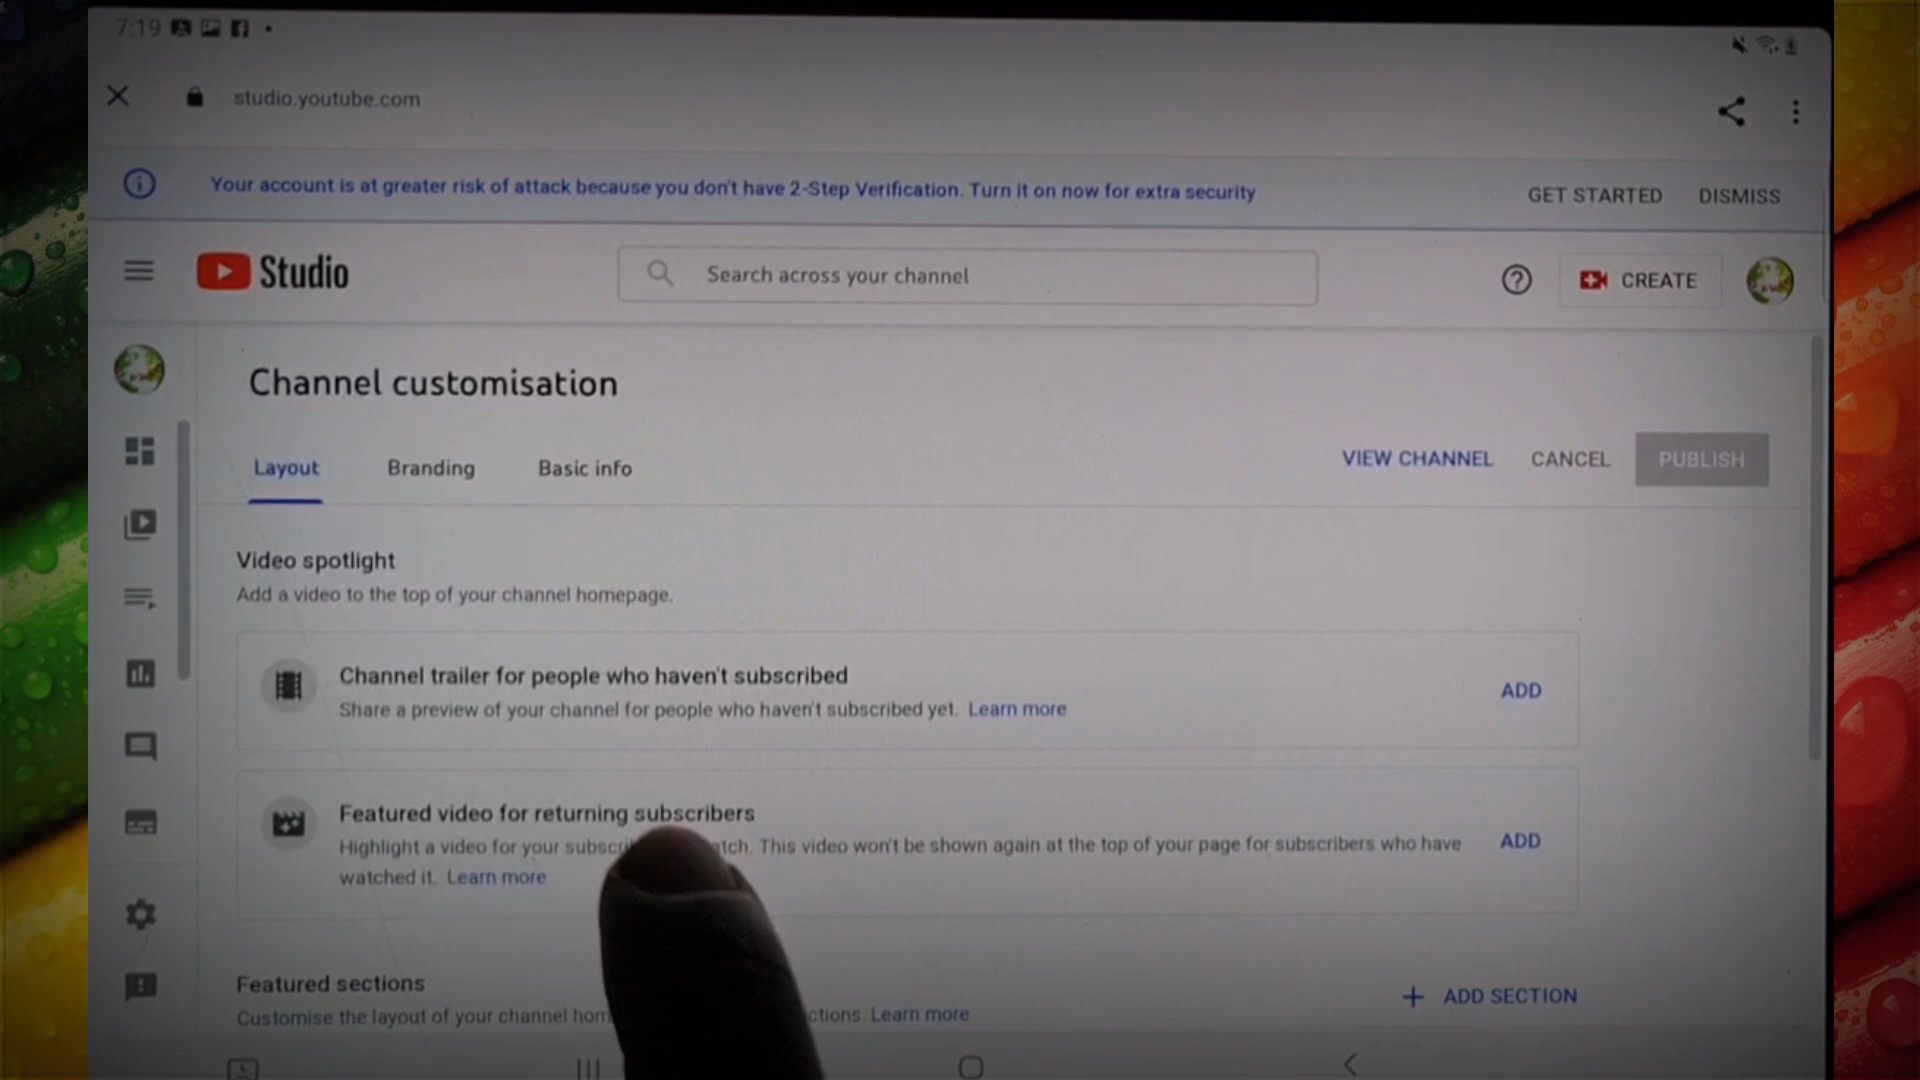 7:19
studio.youtube.com
Your account is at greater risk of attack because you don't have 2-Step Verification. Turn it on now for extra security
GET STARTED DISMISS
Studio
Search across your channel
CREATE
Channel customisation
Layout Branding Basic info
VIEW CHANNEL CANCEL PUBLISH
Video spotlight
Add a video to the top of your channel homepage.
Channel trailer for people who haven't subscribed
Share a preview of your channel for people who haven't subscribed yet. Learn more
ADD
Featured video for returning subscribers
Highlight a video for your This video won't be shown again at the top of your page for subscribers who have
watched it. Learn more
ADD
Featured sections
Customise the layout of your channel Learn more
ADD SECTION